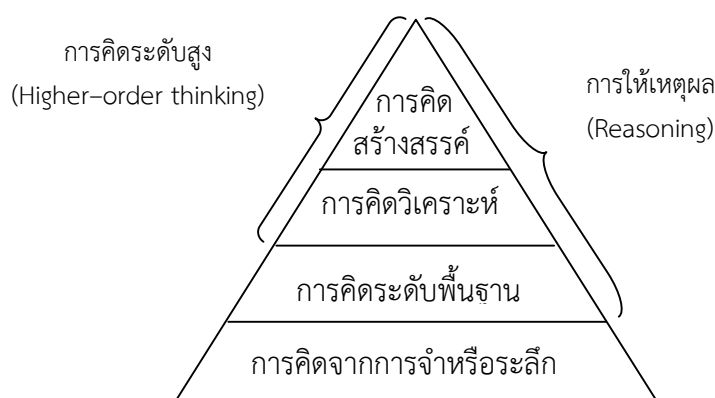 การคิดระดับสูง
(Higher–order thinking)
การให้เหตุผล
(Reasoning)
การคิด
สร้างสรรค์
การคิดวิเคราะห์
การคิดระดับพื้นฐาน
การคิดจากการจำหรือระลึก